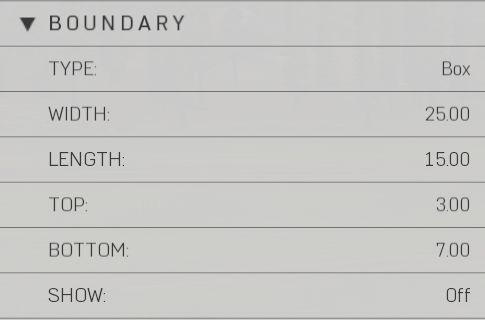 ▼ BOUNDARY
TYPE: Box
WIDTH: 25.00
LENGTH: 15.00
TOP: 3.00
BOTTOM: 7.00
SHOW: Off